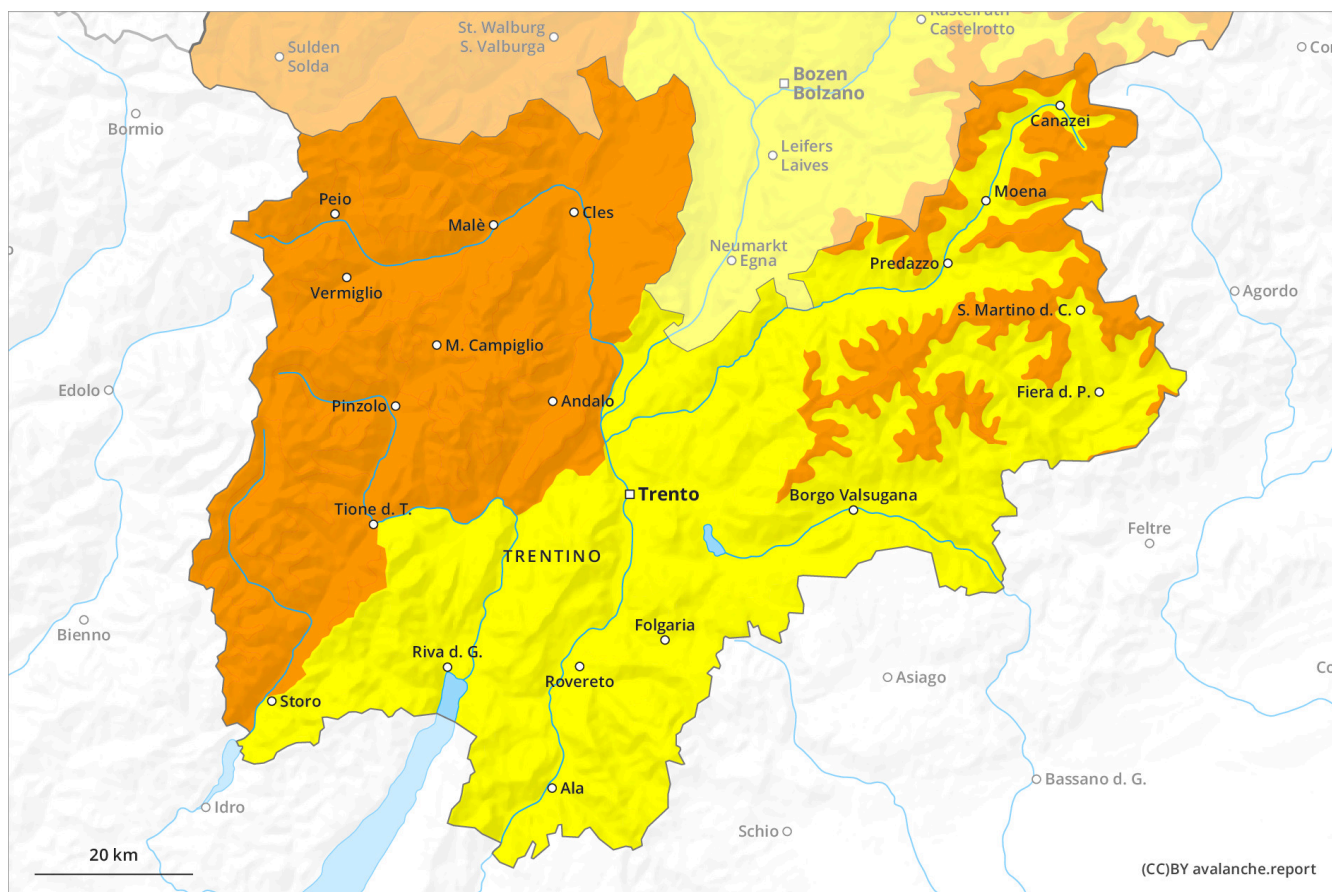 Kastelruth
Castelrotto
St. Walburg
S. Valburga
Sulden
Solda
Bozen
Bolzano
Bormio
Canazei
Leifers
Laives
Moena
Peio
Malè
Cles
Neumarkt
Egna
Predazzo
Vermiglio
Agordo
S. Martino d. C.
M. Campiglio
Edolo
Pinzolo
Andalo
Fiera d. P.
Trento
Borgo Valsugana
Tione d. T.
Feltre
TRENTINO
Bienno
Folgaria
Riva d. G.
Rovereto
Asiago
Storo
Bassano d. G.
Ala
Idro
Schio
20 km
(CC)BY avalanche.report